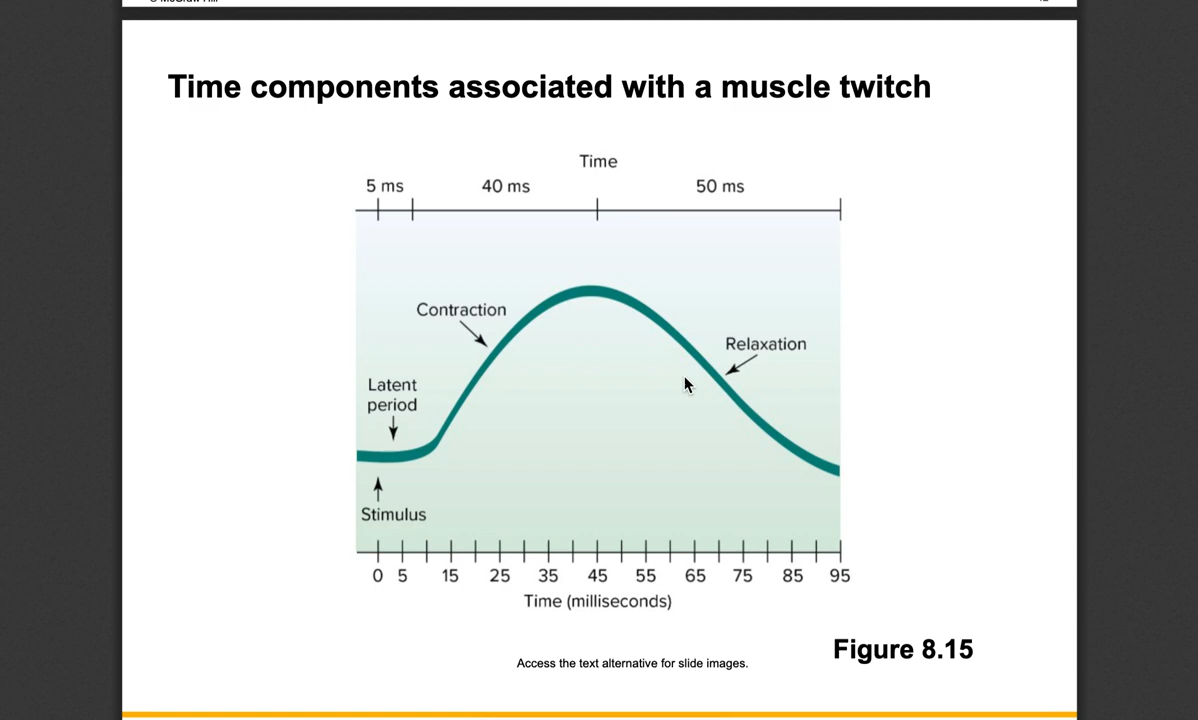 Time components associated with a muscle twitch
Time
5 ms 40 ms 50 ms
Contraction
Relaxation
Latent
period
Stimulus
0 5 15 25 35 45 55 65 75 85 95
Time (milliseconds)
Figure 8.15
Access the text alternative for slide images.